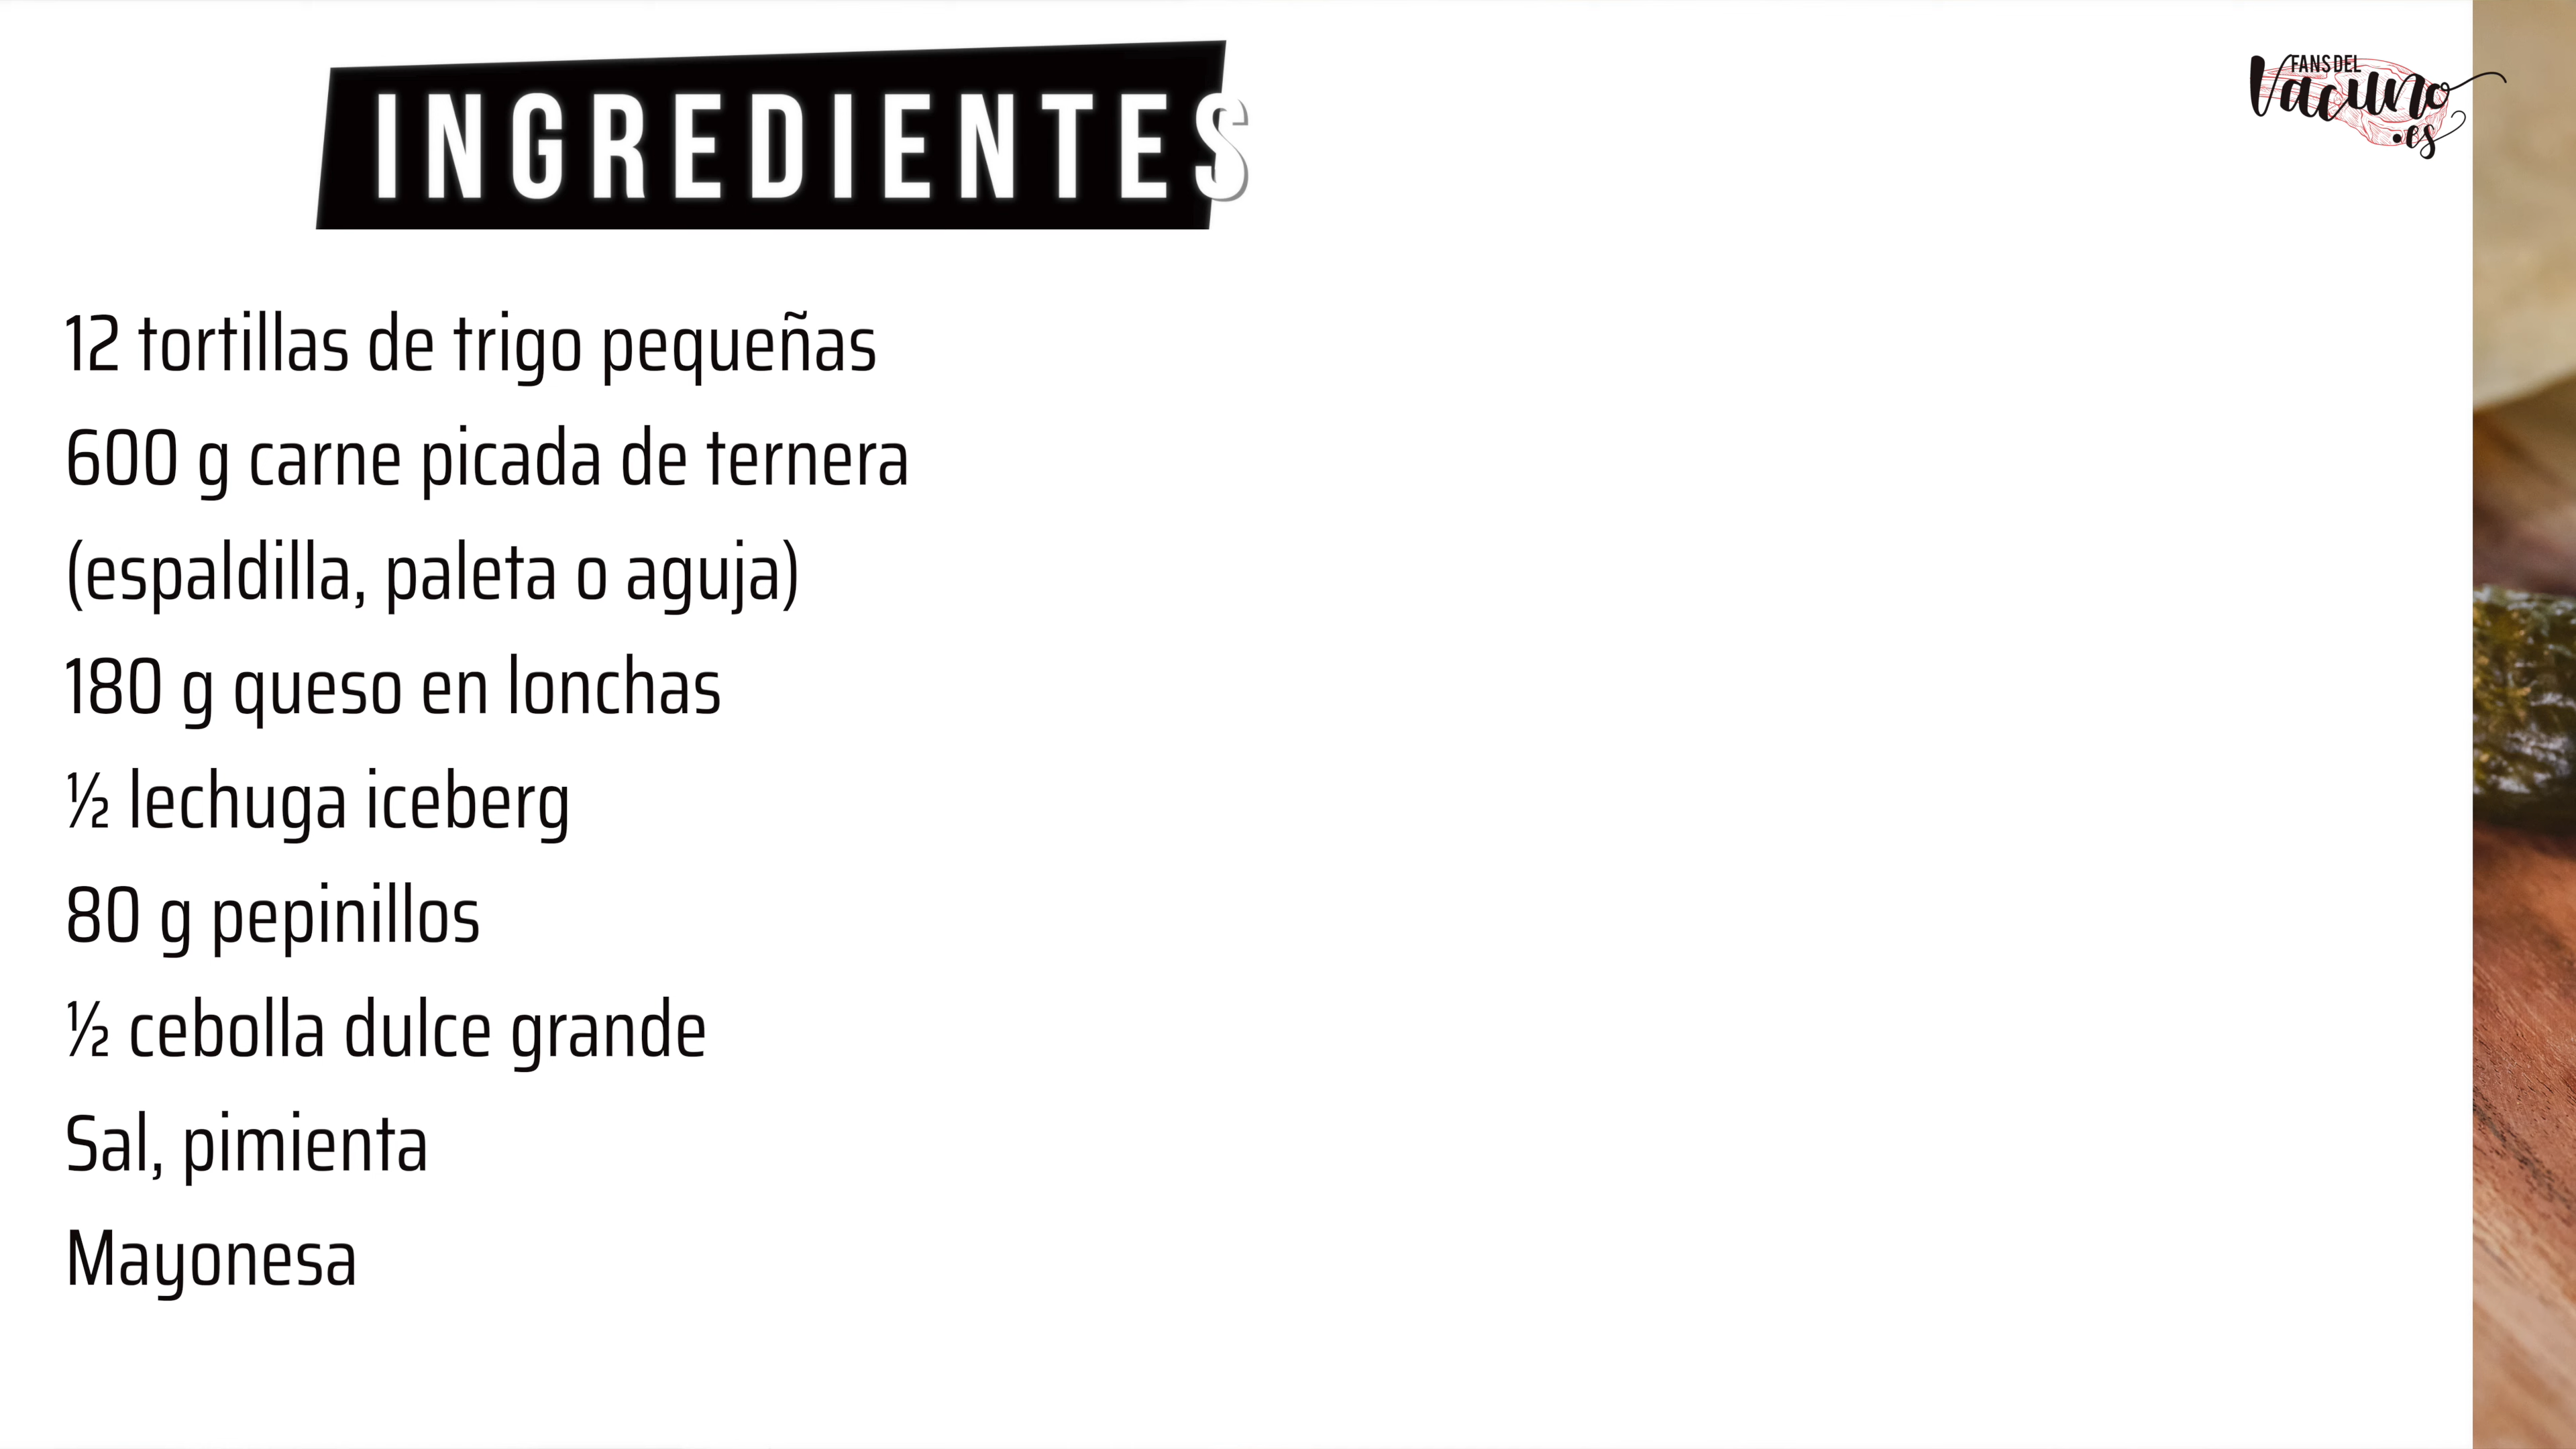 INGREDIENTES
FANS DEL
Vacuno
.es
12 tortillas de trigo pequeñas
600 g carne picada de ternera
(espaldilla, paleta o aguja)
180 g queso en lonchas
½ lechuga iceberg
80 g pepinillos
½ cebolla dulce grande
Sal, pimienta
Mayonesa